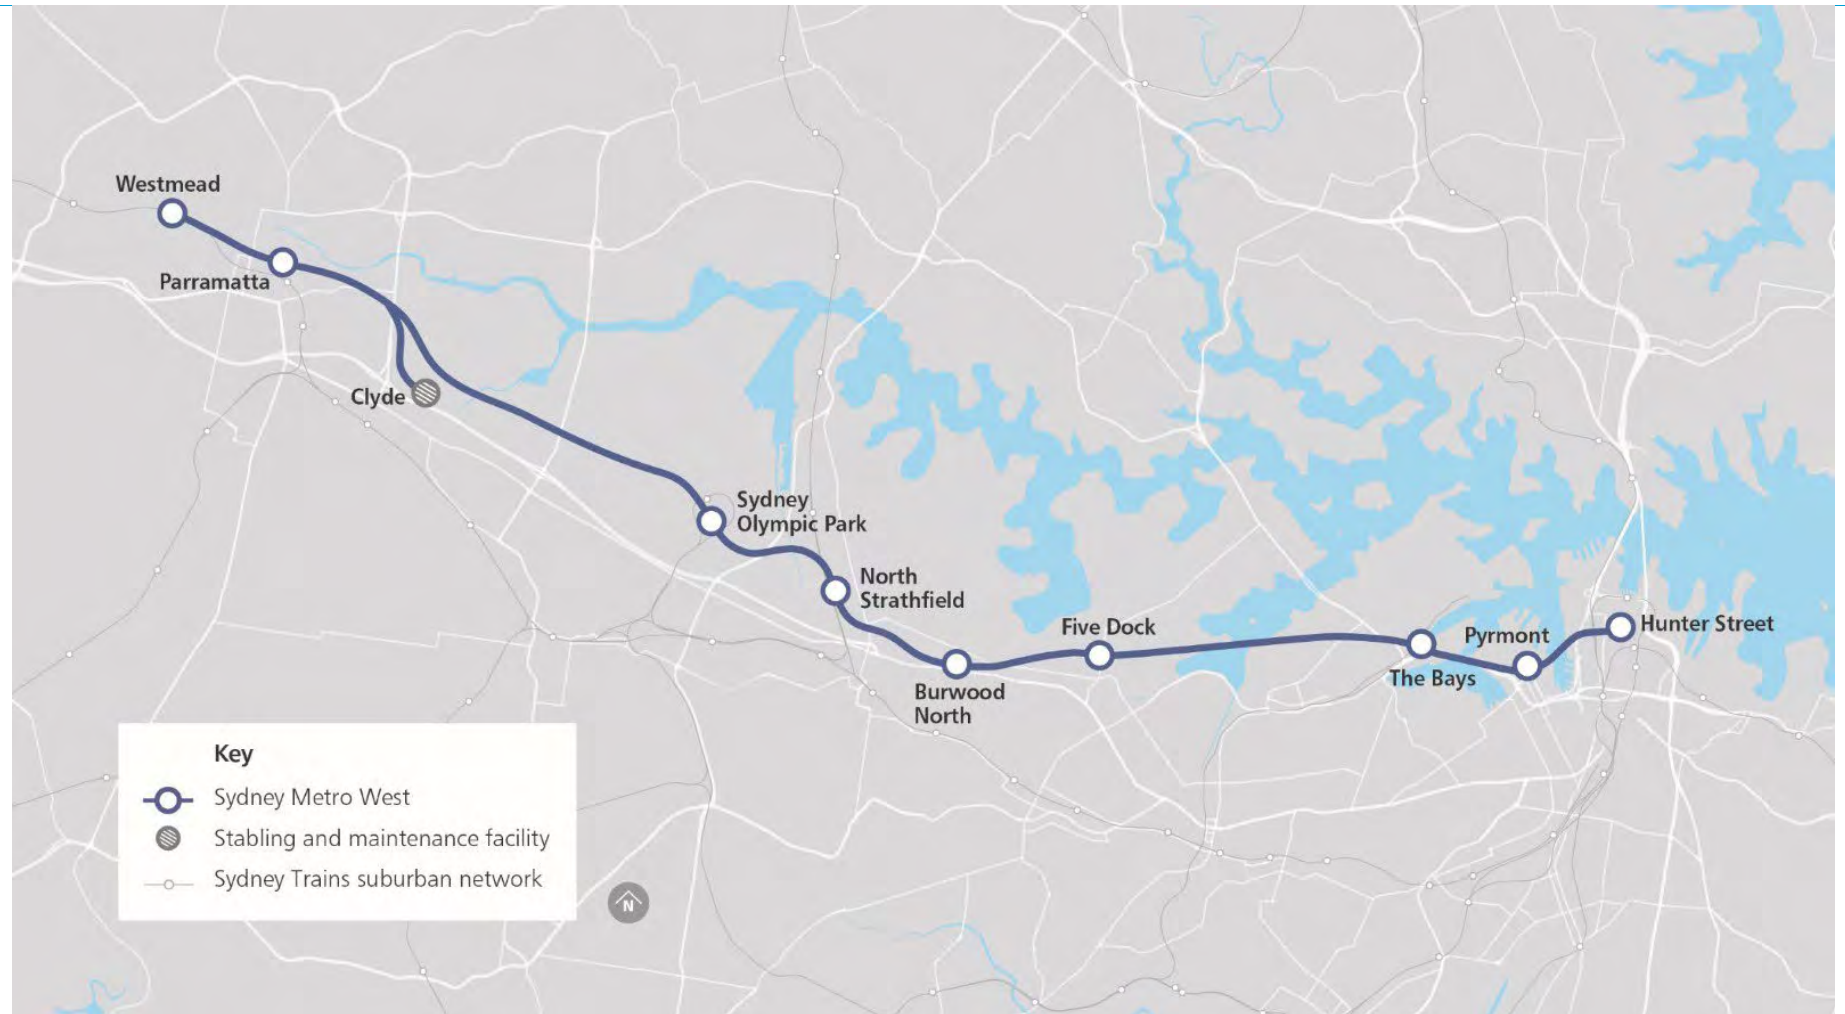 Westmead
Parramatta
Clyde
Sydney
Olympic Park
North
Strathfield
Burwood
North
Five Dock
The Bays
Pyrmont
Hunter Street
Key
Sydney Metro West
Stabling and maintenance facility
Sydney Trains suburban network
N